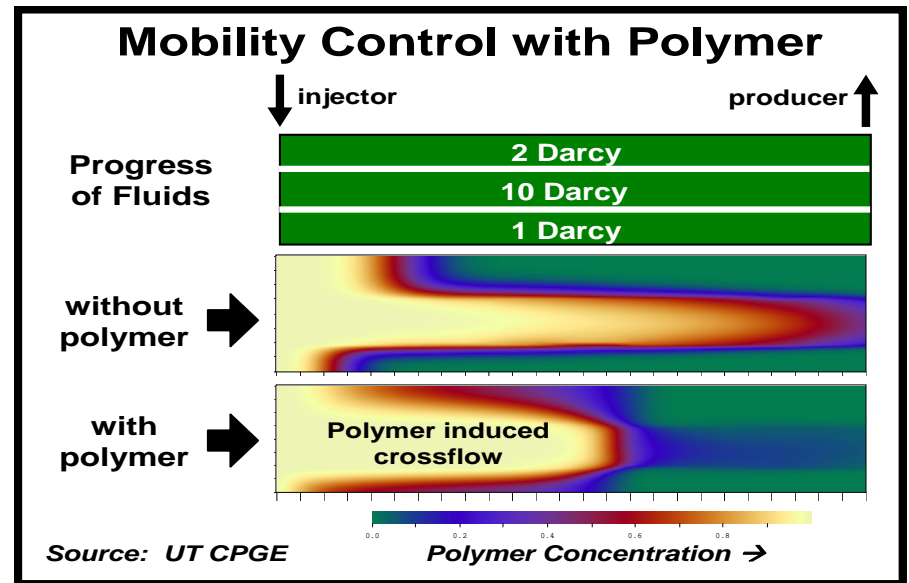 Mobility Control with Polymer
injector
producer
Progress
of Fluids
2 Darcy
10 Darcy
1 Darcy
without
polymer
with
polymer
Polymer induced
crossflow
0.0 0.2 0.4 0.6 0.8
Source: UT CPGE
Polymer Concentration →